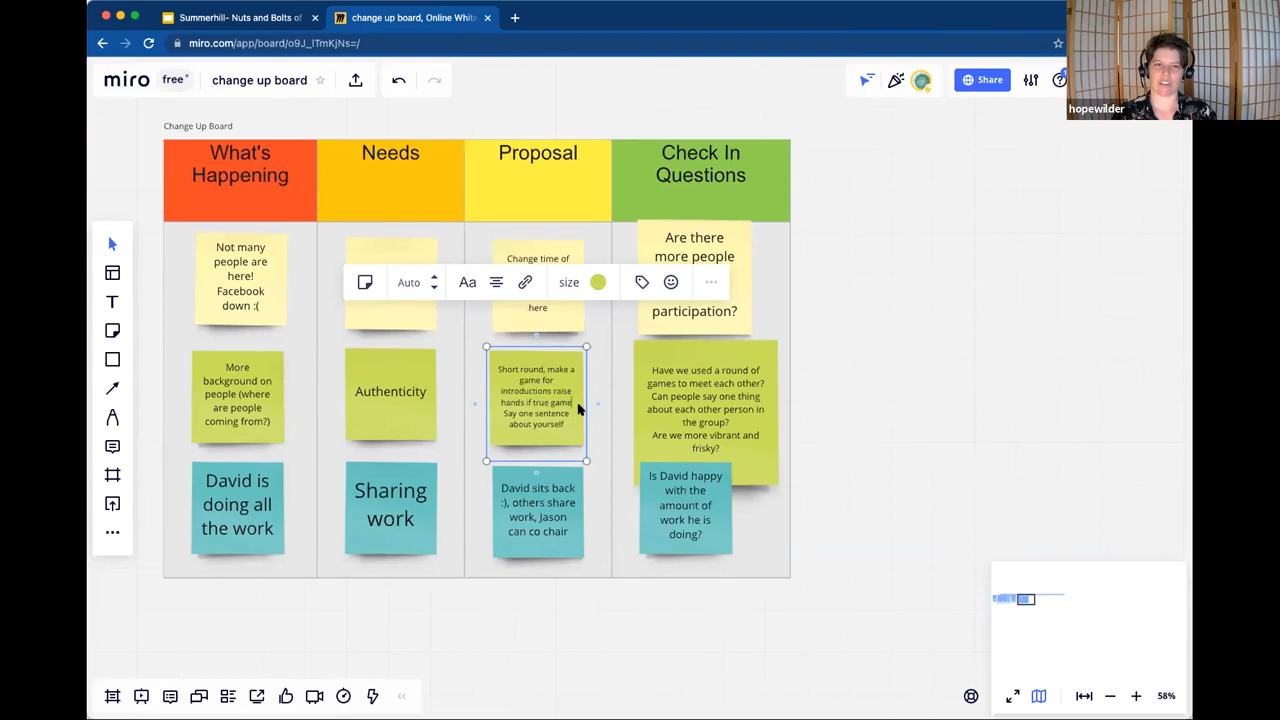 Summerhill- Nuts and Bolts of
change up board, Online White
miro.com/app/board/o9J_lTmKjNs=/
miro
free
change up board
Share
hopewilder
Change Up Board
What's
Happening
Needs
Proposal
Check In
Questions
Not many
people are
here!
Facebook
down :(
Change time of
here
Are there
more people
participation?
Auto
Aa
size
More
background on
people (where
are people
coming from?)
Authenticity
Short round, make a
game for
introductions raise
hands if true game
Say one sentence
about yourself
Have we used a round of
games to meet each other?
Can people say one thing
about each other person in
the group?
Are we more vibrant and
frisky?
David is
doing all
the work
Sharing
work
David sits back
:), others share
work, Jason
can co chair
Is David happy
with the
amount of
work he is
doing?
58%